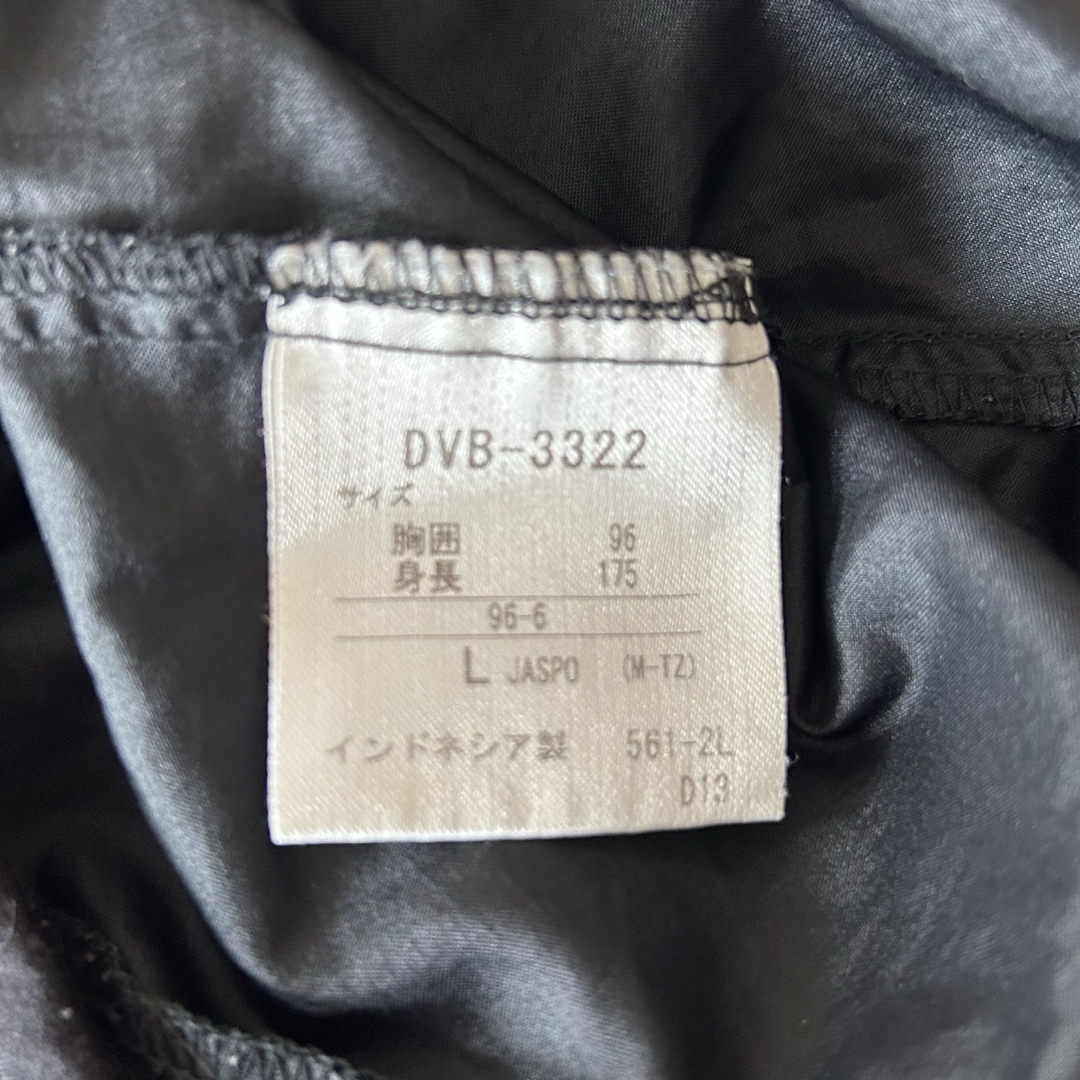 DVB-3322
サイズ
胸囲 96
身長 175
96-6
L JASPO (M-TZ)
インドネシア製 561-2L
D13